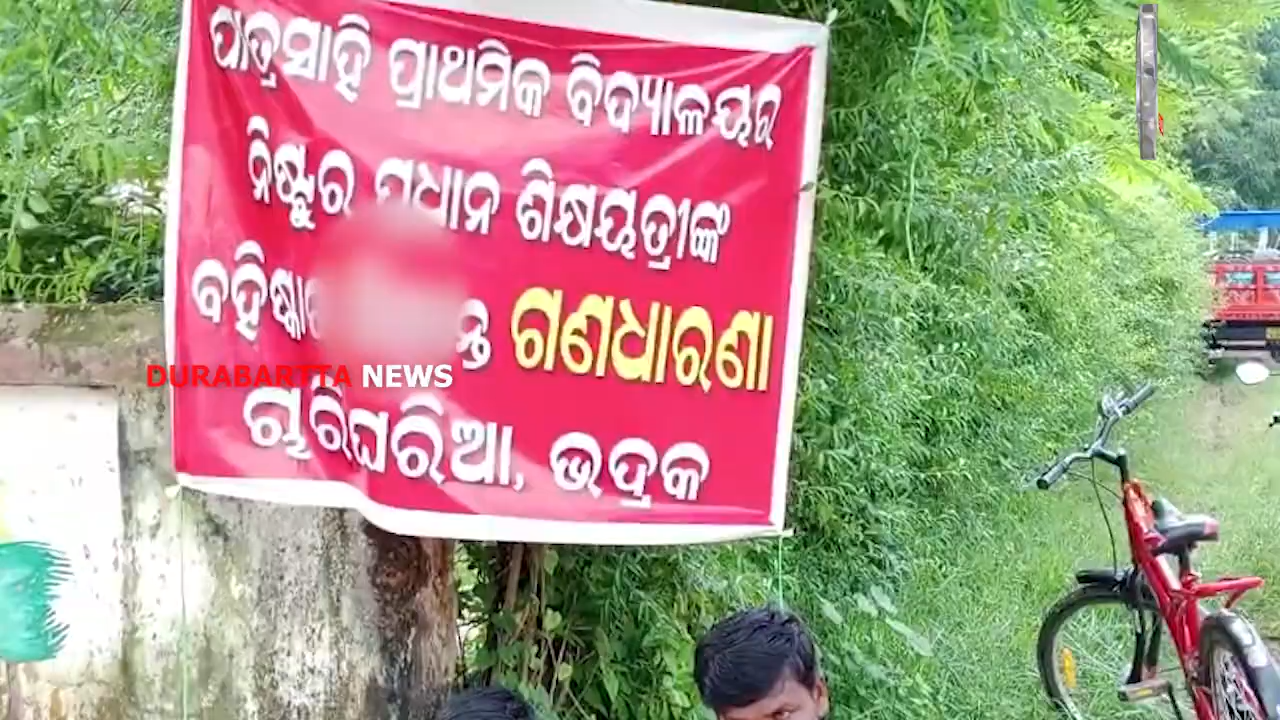 ପାତ୍ରସାହି ପ୍ରାଥମିକ ବିଦ୍ୟାଳୟର
ନିଷ୍ଠୁର ପ୍ରଧାନ ଶିକ୍ଷୟତ୍ରୀଙ୍କ
ଗଣଧାରଣା
DURABARTTA NEWS
ଚାରିଘରିଆ, ଭଦ୍ରକ